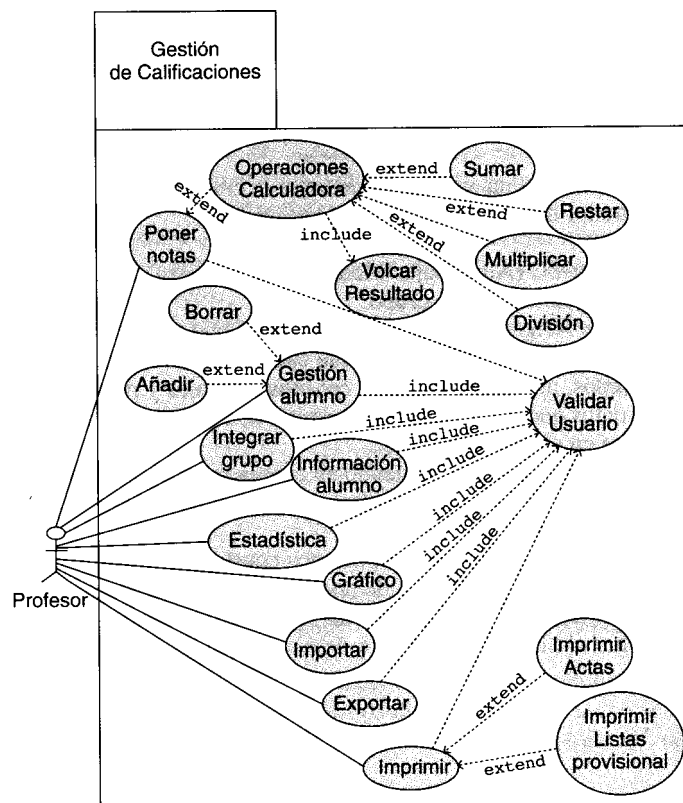 Gestión
de Calificaciones
Operaciones
Calculadora
extend
Sumar
extend
Restar
extend
Multiplicar
extend
División
extend
Poner
notas
include
Volcar
Resultado
Borrar
extend
Añadir
extend
Gestión
alumno
include
Validar
Usuario
Integrar
grupo
include
Información
alumno
include
Estadística
include
Gráfico
include
Profesor
Importar
include
Exportar
include
Imprimir
Actas
extend
Imprimir
Listas
provisional
extend
Imprimir